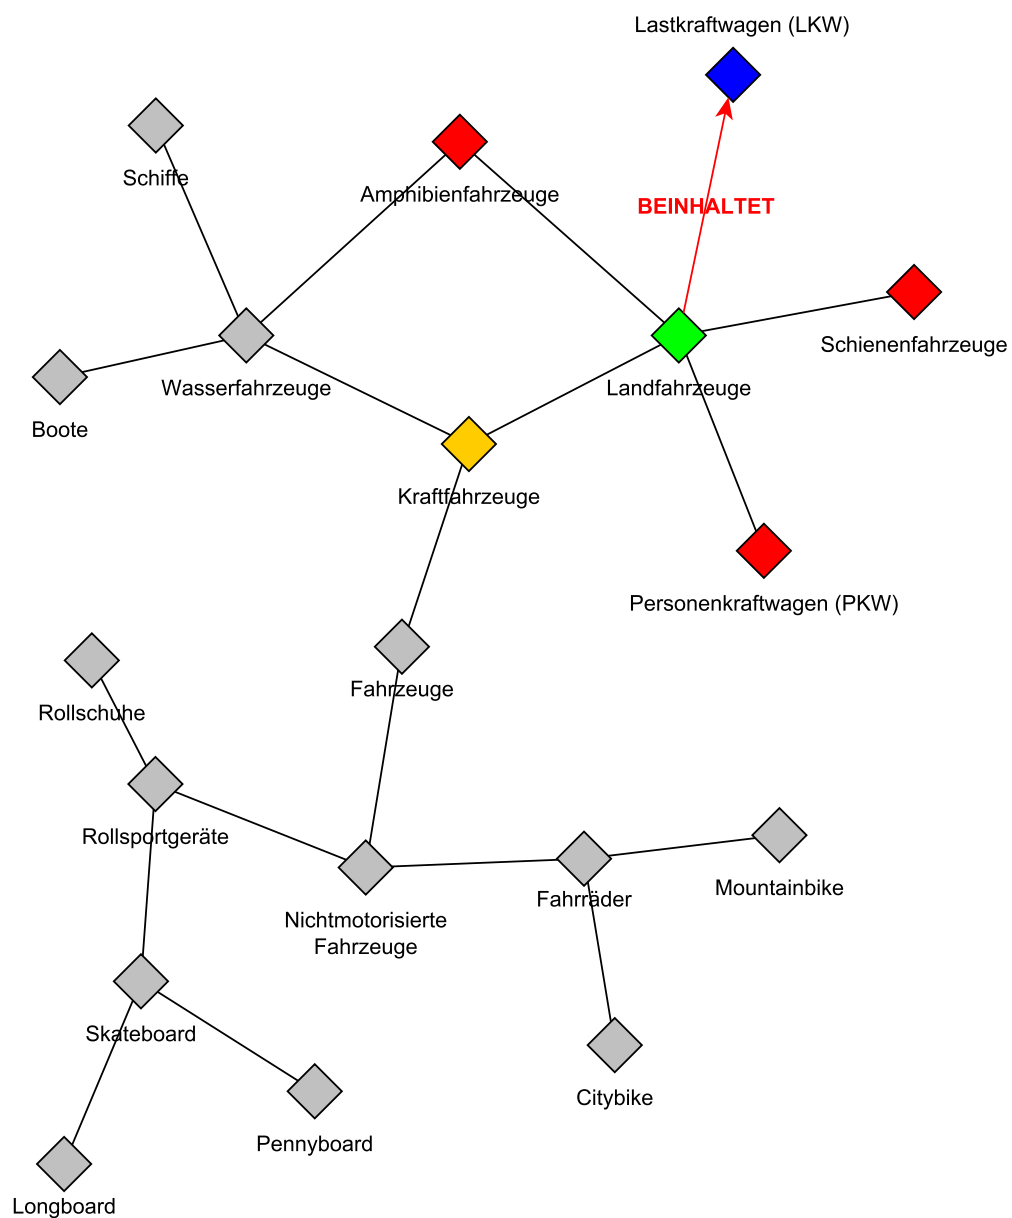 Lastkraftwagen (LKW)
Schiffe
Amphibienfahrzeuge
BEINHALTET
Schienenfahrzeuge
Wasserfahrzeuge
Landfahrzeuge
Boote
Kraftfahrzeuge
Personenkraftwagen (PKW)
Fahrzeuge
Rollschuhe
Rollsportgeräte
Mountainbike
Fahrräder
Nichtmotorisierte
Fahrzeuge
Skateboard
Citybike
Pennyboard
Longboard